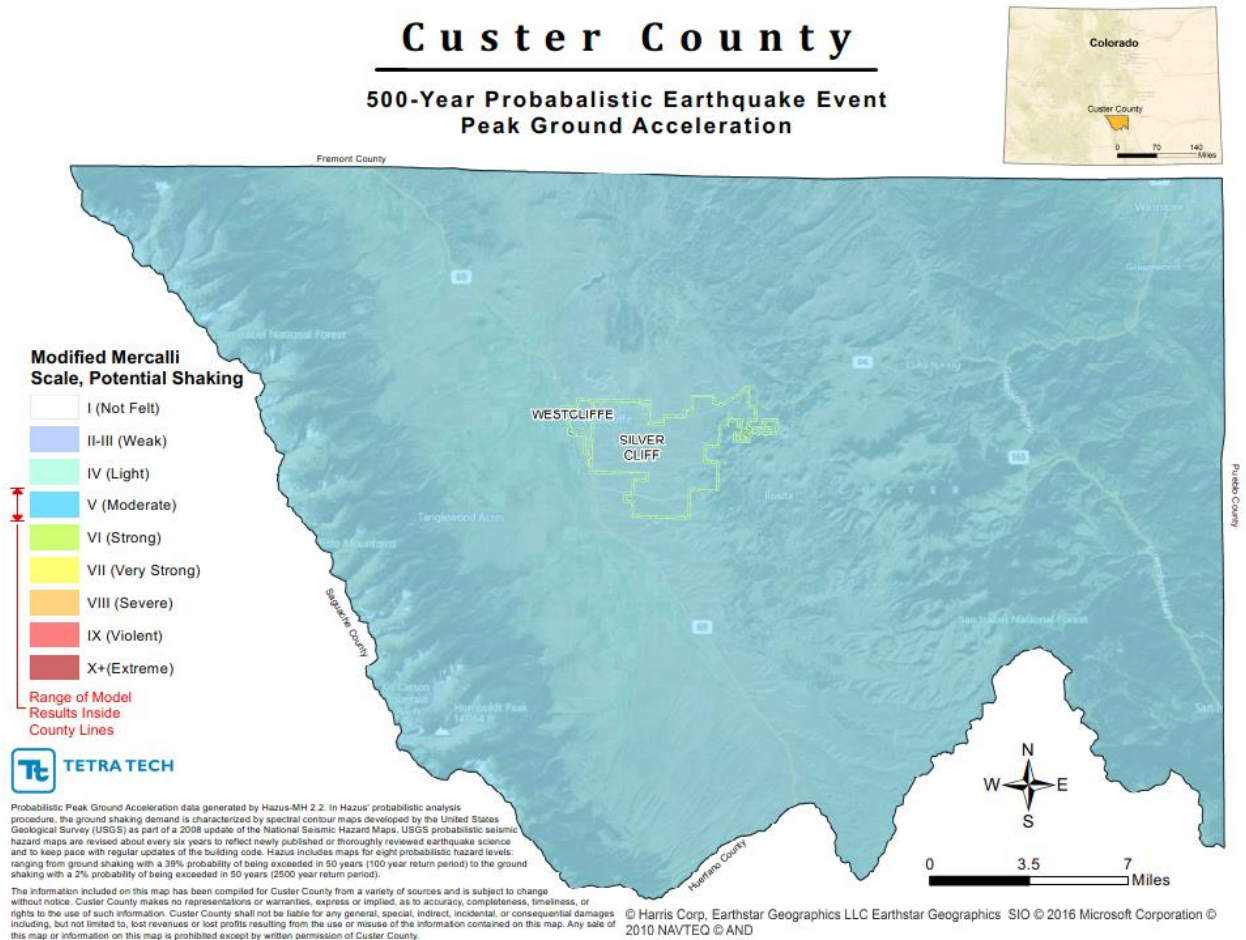 Custer County
500-Year Probabalistic Earthquake Event
Peak Ground Acceleration
Colorado
Custer County
0 70 140
Miles
Fremont County
Westmore
Greenwood
69
Isabel National Forest
96
WESTCLIFFE
SILVER
CLIFF
165
Rosita
Tanglewood Acres
Pueblo County
Saguache County
69
San Isabel National Forest
Humboldt Peak
14064 ft
Huerfano County
Modified Mercalli
Scale, Potential Shaking
I (Not Felt)
II-III (Weak)
IV (Light)
V (Moderate)
VI (Strong)
VII (Very Strong)
VIII (Severe)
IX (Violent)
X+(Extreme)
Range of Model
Results Inside
County Lines
N
W E
S
0 3.5 7
Miles
Tt TETRA TECH
Probabilistic Peak Ground Acceleration data generated by Hazus-MH 2.2. In Hazus' probabilistic analysis
procedure, the ground shaking demand is characterized by spectral contour maps developed by the United States
Geological Survey (USGS) as part of a 2008 update of the National Seismic Hazard Maps. USGS probabilistic seismic
hazard maps are revised about every six years to reflect newly published or thoroughly reviewed earthquake science
and to keep pace with regular updates of the building code. Hazus includes maps for eight probabilistic hazard levels:
ranging from ground shaking with a 39% probability of being exceeded in 50 years (100 year return period) to the ground
shaking with a 2% probability of being exceeded in 50 years (2500 year return period).
The information included on this map has been compiled for Custer County from a variety of sources and is subject to change
without notice. Custer County makes no representations or warranties, express or implied, as to accuracy, completeness, timeliness, or
rights to the use of such information. Custer County shall not be liable for any general, special, indirect, incidental, or consequential damages
including, but not limited to, lost revenues or lost profits resulting from the use or misuse of the information contained on this map. Any sale of
this map or information on this map is prohibited except by written permission of Custer County.
© Harris Corp, Earthstar Geographics LLC Earthstar Geographics SIO © 2016 Microsoft Corporation ©
2010 NAVTEQ © AND